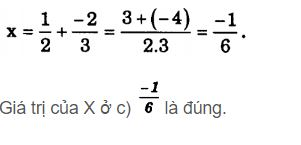 x = 1/2 + -2/3 = 3 + (-4)/2.3 = -1/6 .
Giá trị của X ở c) -1/6 là đúng.